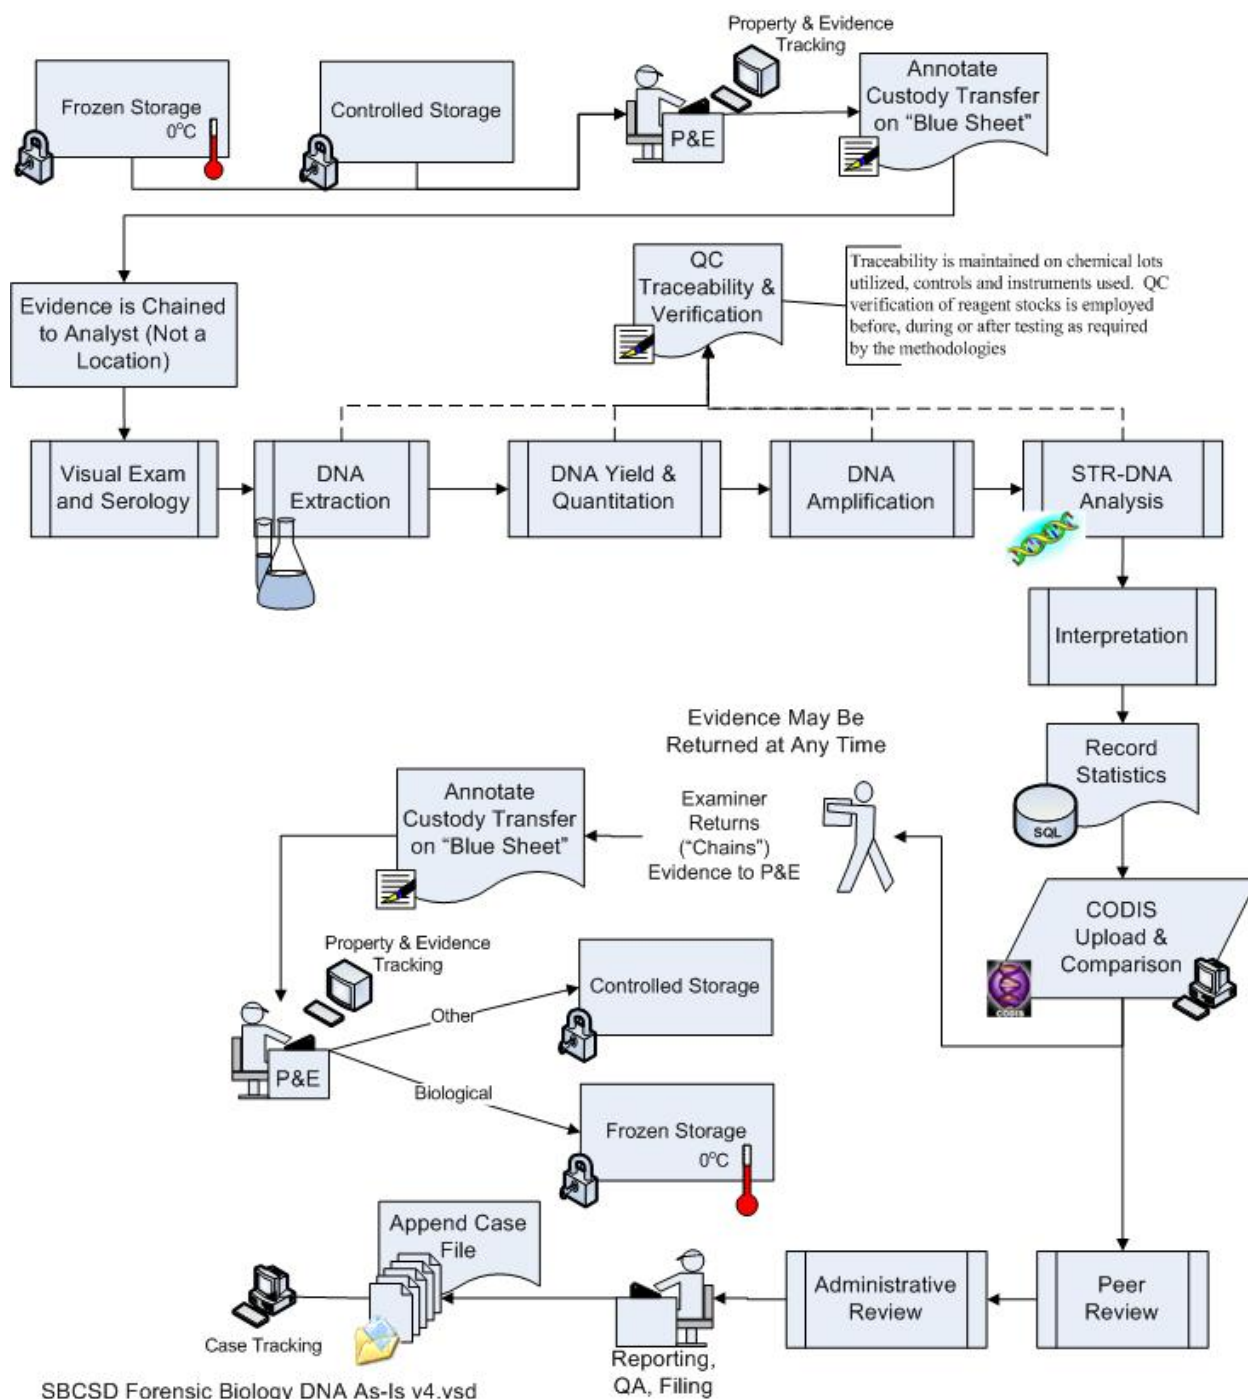 Property & Evidence
Tracking
Frozen Storage
0°C
Controlled Storage
P&E
Annotate
Custody Transfer
on “Blue Sheet”
Evidence is Chained
to Analyst (Not a
Location)
QC
Traceability &
Verification
Traceability is maintained on chemical lots
utilized, controls and instruments used. QC
verification of reagent stocks is employed
before, during or after testing as required
by the methodologies
Visual Exam
and Serology
DNA
Extraction
DNA Yield &
Quantitation
DNA
Amplification
STR-DNA
Analysis
Interpretation
Record
Statistics
SQL
CODIS
Upload &
Comparison
CODIS
Evidence May Be
Returned at Any Time
Examiner
Returns
(“Chains”)
Evidence to P&E
Annotate
Custody Transfer
on “Blue Sheet”
Property & Evidence
Tracking
P&E
Other
Controlled Storage
Biological
Frozen Storage
0°C
Peer
Review
Administrative
Review
Reporting,
QA, Filing
Append Case
File
Case Tracking
SBCSD Forensic Biology DNA As-Is v4.vsd